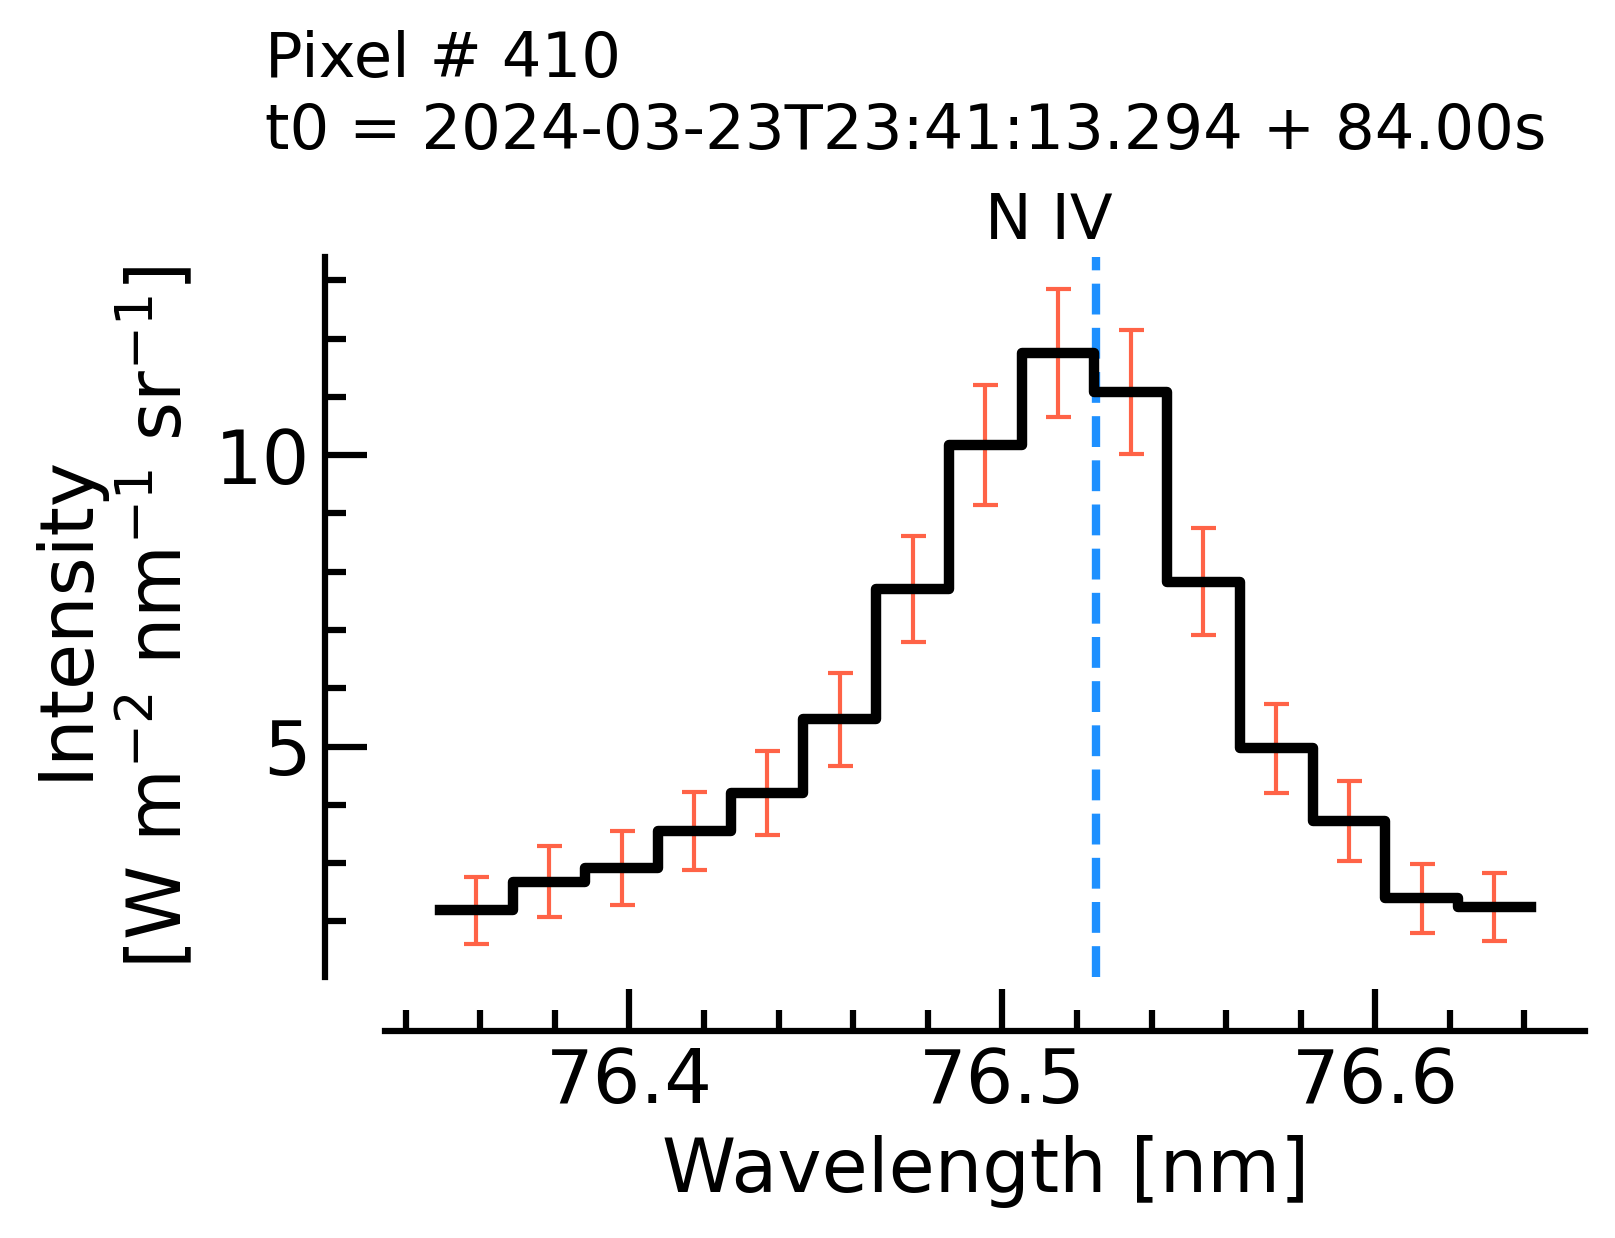 Pixel # 410
t0 = 2024-03-23T23:41:13.294 + 84.00s
N IV
Intensity
[W m⁻² nm⁻¹ sr⁻¹]
10
5
76.4 76.5 76.6
Wavelength [nm]